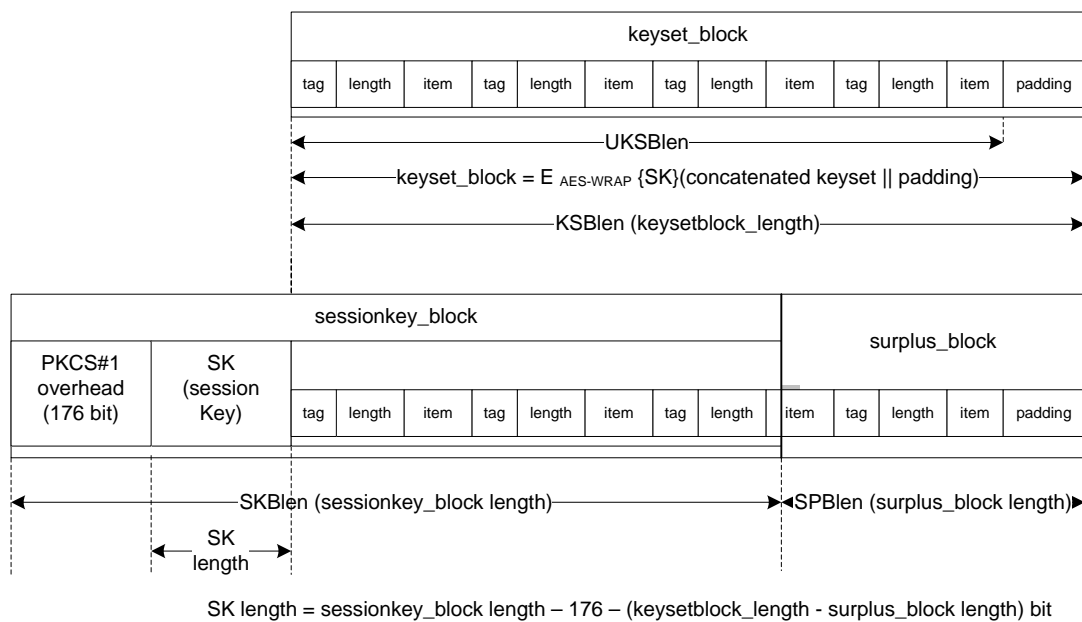 keyset_block
tag length item tag length item tag length item tag length item padding
UKSBlen
keyset_block = E AES-WRAP {SK}(concatenated keyset || padding)
KSBlen (keysetblock_length)
sessionkey_block
surplus_block
PKCS#1
overhead
(176 bit)
SK
(session
Key)
tag length item tag length item tag length item tag length item padding
SKBlen (sessionkey_block length)
SPBlen (surplus_block length)
SK
length
SK length = sessionkey_block length – 176 – (keysetblock_length - surplus_block length) bit